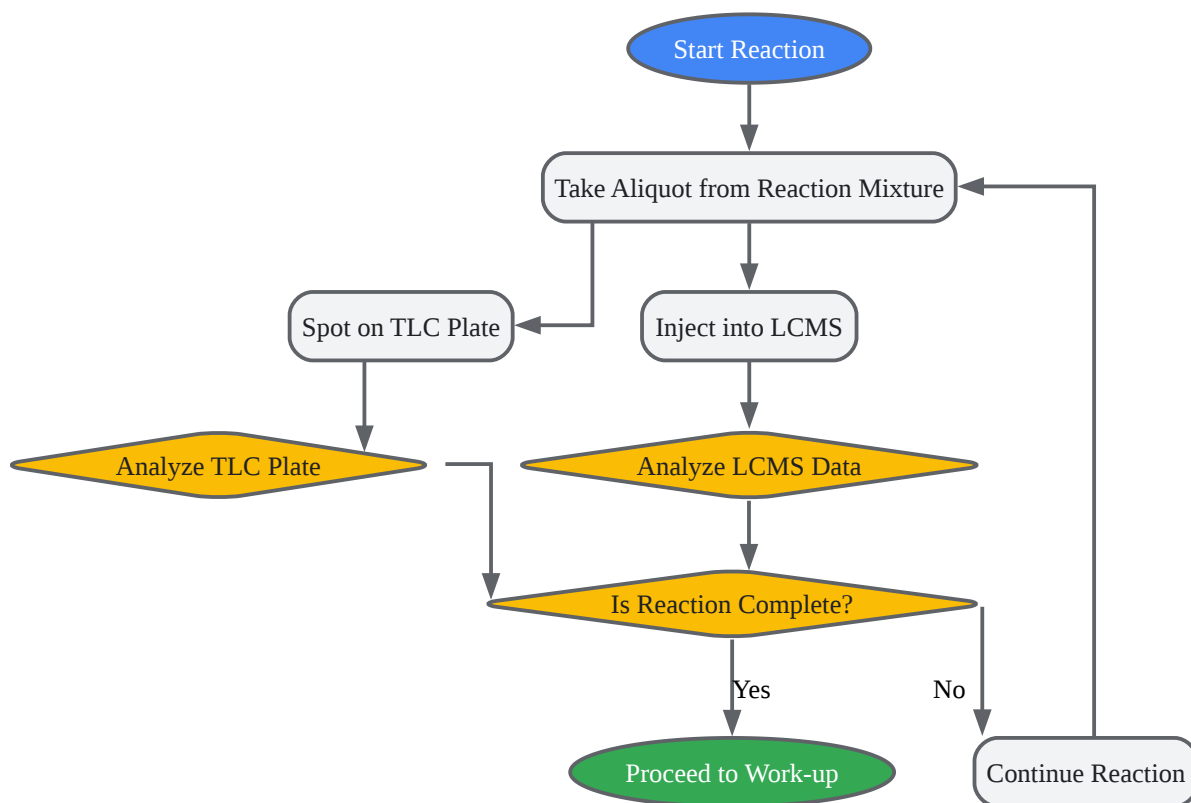 Start Reaction
Take Aliquot from Reaction Mixture
Spot on TLC Plate
Inject into LCMS
Analyze TLC Plate
Analyze LCMS Data
Is Reaction Complete?
Yes
No
Proceed to Work-up
Continue Reaction